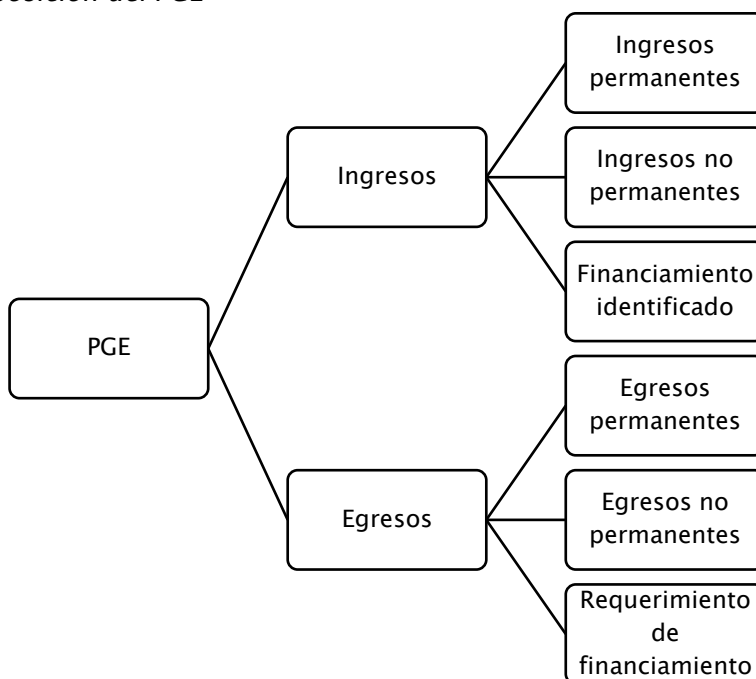 PGE
Ingresos
Ingresos
permanentes
Ingresos no
permanentes
Financiamiento
identificado
Egresos
Egresos
permanentes
Egresos no
permanentes
Requerimiento
de
financiamiento